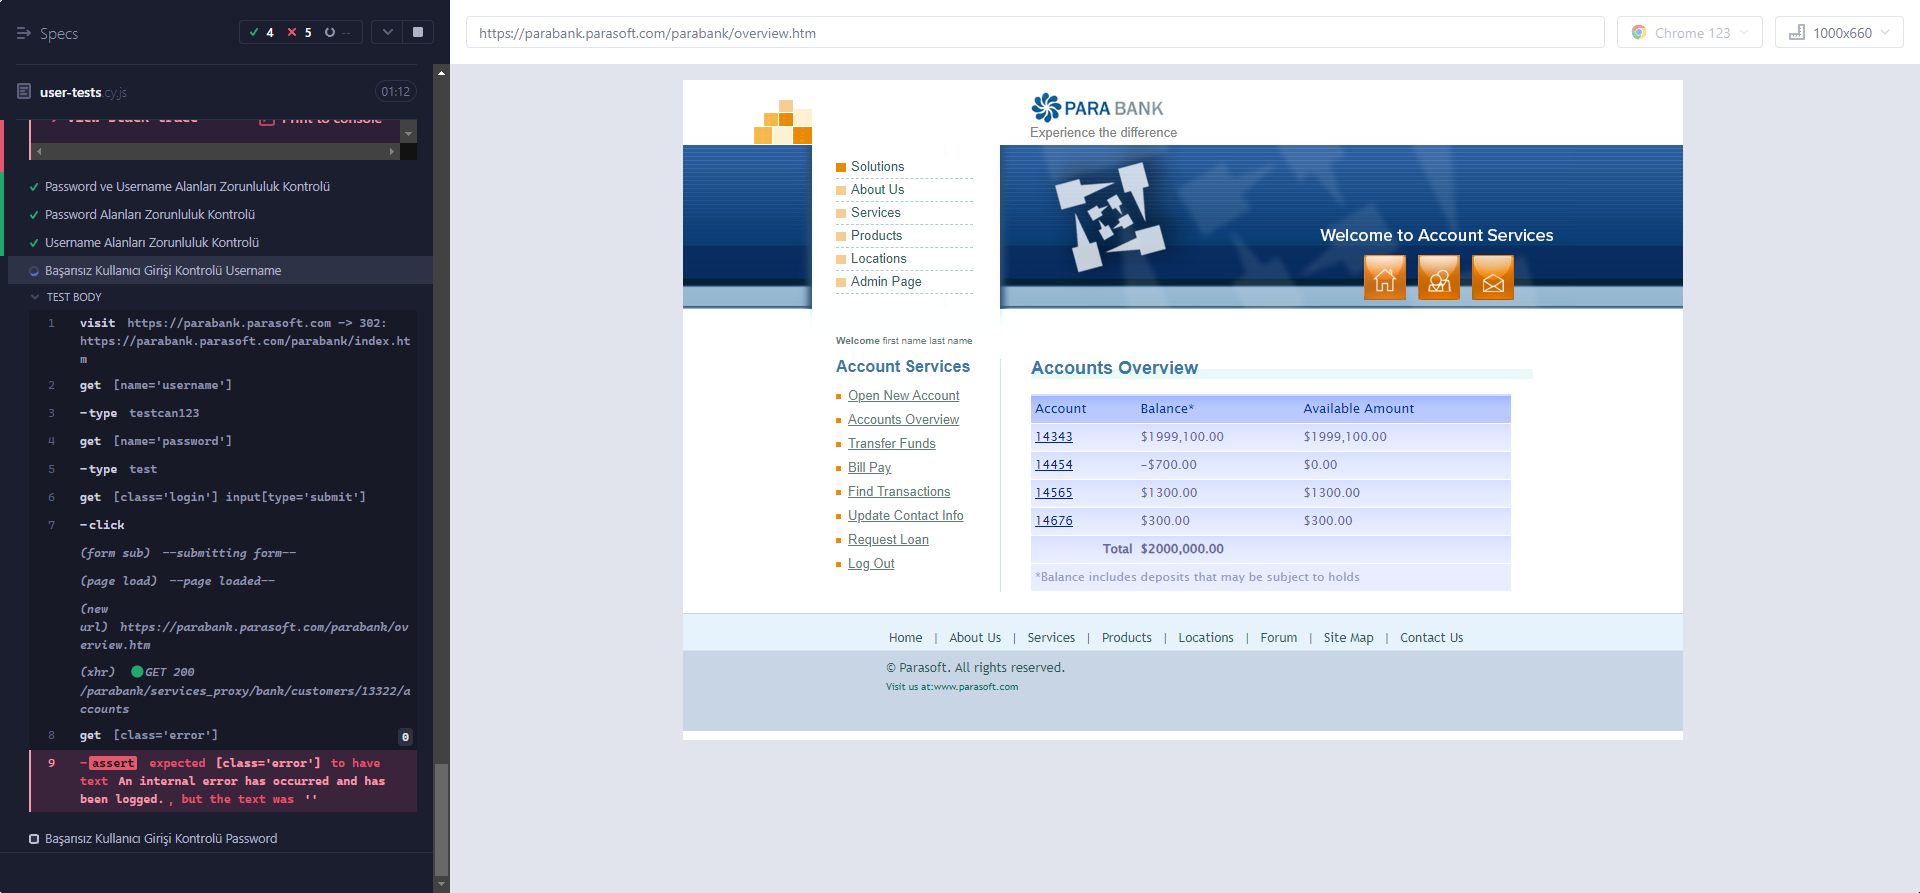 Specs
4 5 --
user-tests.cy.js
01:12
View stack trace Print to console
Password ve Username Alanları Zorunluluk Kontrolü
Password Alanları Zorunluluk Kontrolü
Username Alanları Zorunluluk Kontrolü
Başarısız Kullanıcı Girişi Kontrolü Username
TEST BODY
1 visit https://parabank.parasoft.com -> 302:
https://parabank.parasoft.com/parabank/index.ht
m
2 get [name='username']
3 -type testcan123
4 get [name='password']
5 -type test
6 get [class='login'] input[type='submit']
7 -click
(form sub) --submitting form--
(page load) --page loaded--
(new
url) https://parabank.parasoft.com/parabank/ov
erview.htm
(xhr) GET 200
/parabank/services_proxy/bank/customers/13322/a
ccounts
8 get [class='error'] 0
9 -assert expected [class='error'] to have
text An internal error has occurred and has
been logged. , but the text was ''
Başarısız Kullanıcı Girişi Kontrolü Password
https://parabank.parasoft.com/parabank/overview.htm
Chrome 123
1000x660
PARA BANK
Experience the difference
Solutions
About Us
Services
Products
Locations
Admin Page
Welcome to Account Services
Welcome first name last name
Account Services
Open New Account
Accounts Overview
Transfer Funds
Bill Pay
Find Transactions
Update Contact Info
Request Loan
Log Out
Accounts Overview
Account Balance* Available Amount
14343 $1999,100.00 $1999,100.00
14454 -$700.00 $0.00
14565 $1300.00 $1300.00
14676 $300.00 $300.00
Total $2000,000.00
*Balance includes deposits that may be subject to holds
Home | About Us | Services | Products | Locations | Forum | Site Map | Contact Us
© Parasoft. All rights reserved.
Visit us at:www.parasoft.com